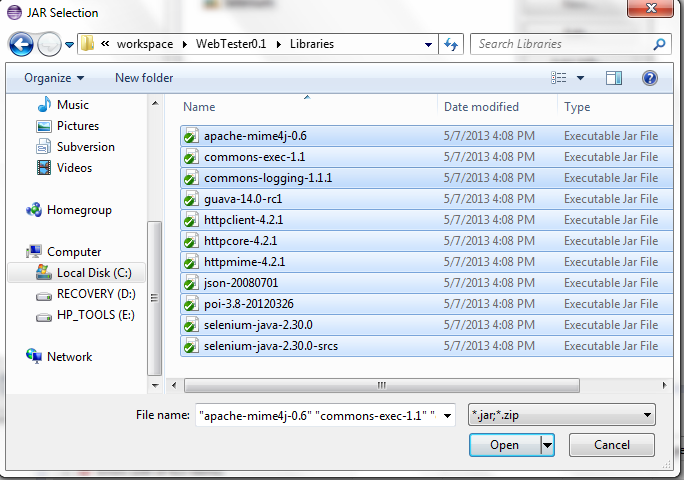 JAR Selection
« workspace WebTester0.1 Libraries
Search Libraries
Organize New folder
Name Date modified Type
Music
Pictures
Subversion
Videos
Homegroup
Computer
Local Disk (C:)
RECOVERY (D:)
HP_TOOLS (E:)
Network
apache-mime4j-0.6 5/7/2013 4:08 PM Executable Jar File
commons-exec-1.1 5/7/2013 4:08 PM Executable Jar File
commons-logging-1.1.1 5/7/2013 4:08 PM Executable Jar File
guava-14.0-rc1 5/7/2013 4:08 PM Executable Jar File
httpclient-4.2.1 5/7/2013 4:08 PM Executable Jar File
httpcore-4.2.1 5/7/2013 4:08 PM Executable Jar File
httpmime-4.2.1 5/7/2013 4:08 PM Executable Jar File
json-20080701 5/7/2013 4:08 PM Executable Jar File
poi-3.8-20120326 5/7/2013 4:08 PM Executable Jar File
selenium-java-2.30.0 5/7/2013 4:08 PM Executable Jar File
selenium-java-2.30.0-srcs 5/7/2013 4:08 PM Executable Jar File
File name: "apache-mime4j-0.6" "commons-exec-1.1" " *.jar;*.zip
Open Cancel